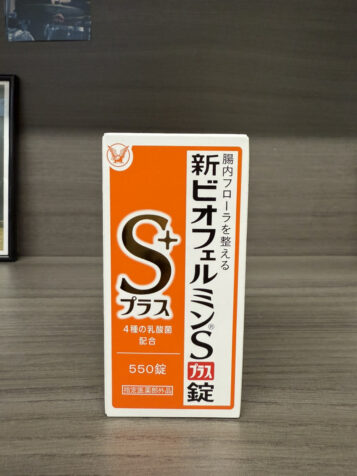 腸内フローラを整える
新ビオフェルミン®Sプラス錠
S+
プラス
4種の乳酸菌
配合
550錠
指定医薬部外品